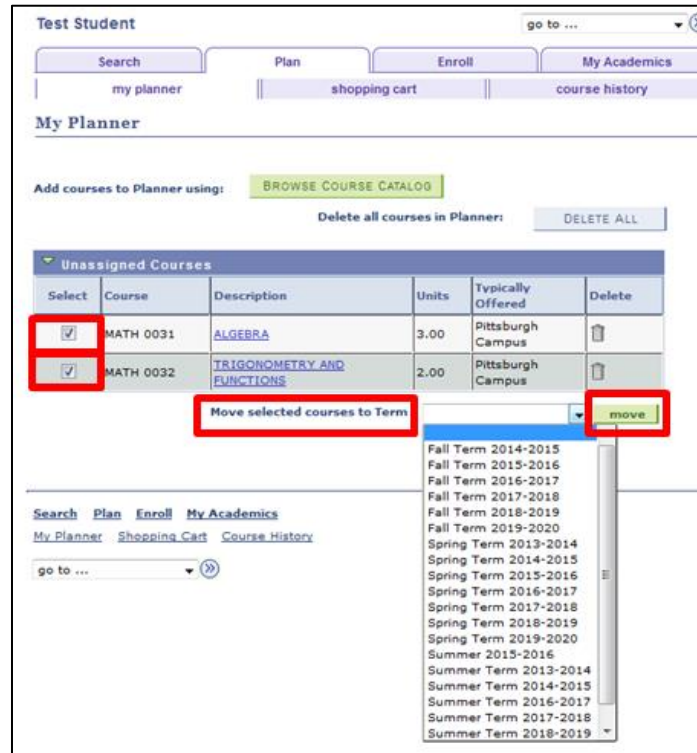 Test Student
go to ...
Search Plan Enroll My Academics
my planner shopping cart course history
My Planner
Add courses to Planner using: BROWSE COURSE CATALOG
Delete all courses in Planner: DELETE ALL
Unassigned Courses
Select Course Description Units Typically Offered Delete
MATH 0031 ALGEBRA 3.00 Pittsburgh Campus
MATH 0032 TRIGONOMETRY AND FUNCTIONS 2.00 Pittsburgh Campus
Move selected courses to Term move
Fall Term 2014-2015
Fall Term 2015-2016
Fall Term 2016-2017
Fall Term 2017-2018
Fall Term 2018-2019
Fall Term 2019-2020
Spring Term 2013-2014
Spring Term 2014-2015
Spring Term 2015-2016
Spring Term 2016-2017
Spring Term 2017-2018
Spring Term 2018-2019
Spring Term 2019-2020
Summer 2015-2016
Summer Term 2013-2014
Summer Term 2014-2015
Summer Term 2016-2017
Summer Term 2017-2018
Summer Term 2018-2019
Search Plan Enroll My Academics
My Planner Shopping Cart Course History
go to ...